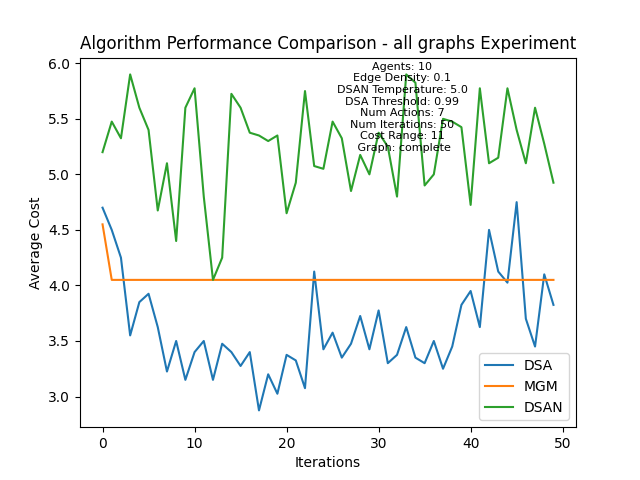 Algorithm Performance Comparison - all graphs Experiment
Agents: 10
Edge Density: 0.1
DSAN Temperature: 5.0
DSA Threshold: 0.99
Num Actions: 7
Num Iterations: 50
Cost Range: 11
Graph: complete
6.0
5.5
5.0
4.5
4.0
3.5
3.0
Average Cost
0
10
20
30
40
50
Iterations
DSA
MGM
DSAN